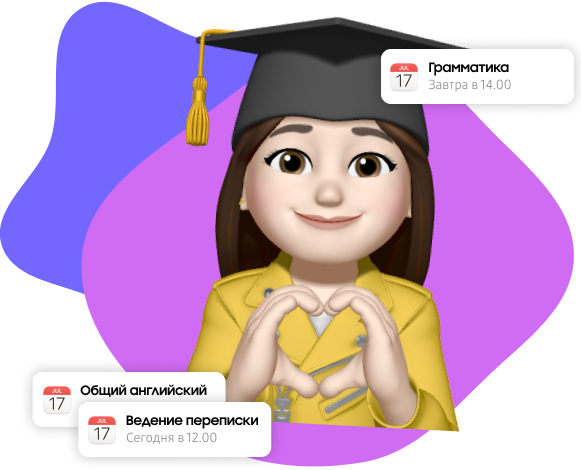 JUL
17
Грамматика
Завтра в 14.00
JUL
17
Общий английский
JUL
17
Ведение переписки
Сегодня в 12.00